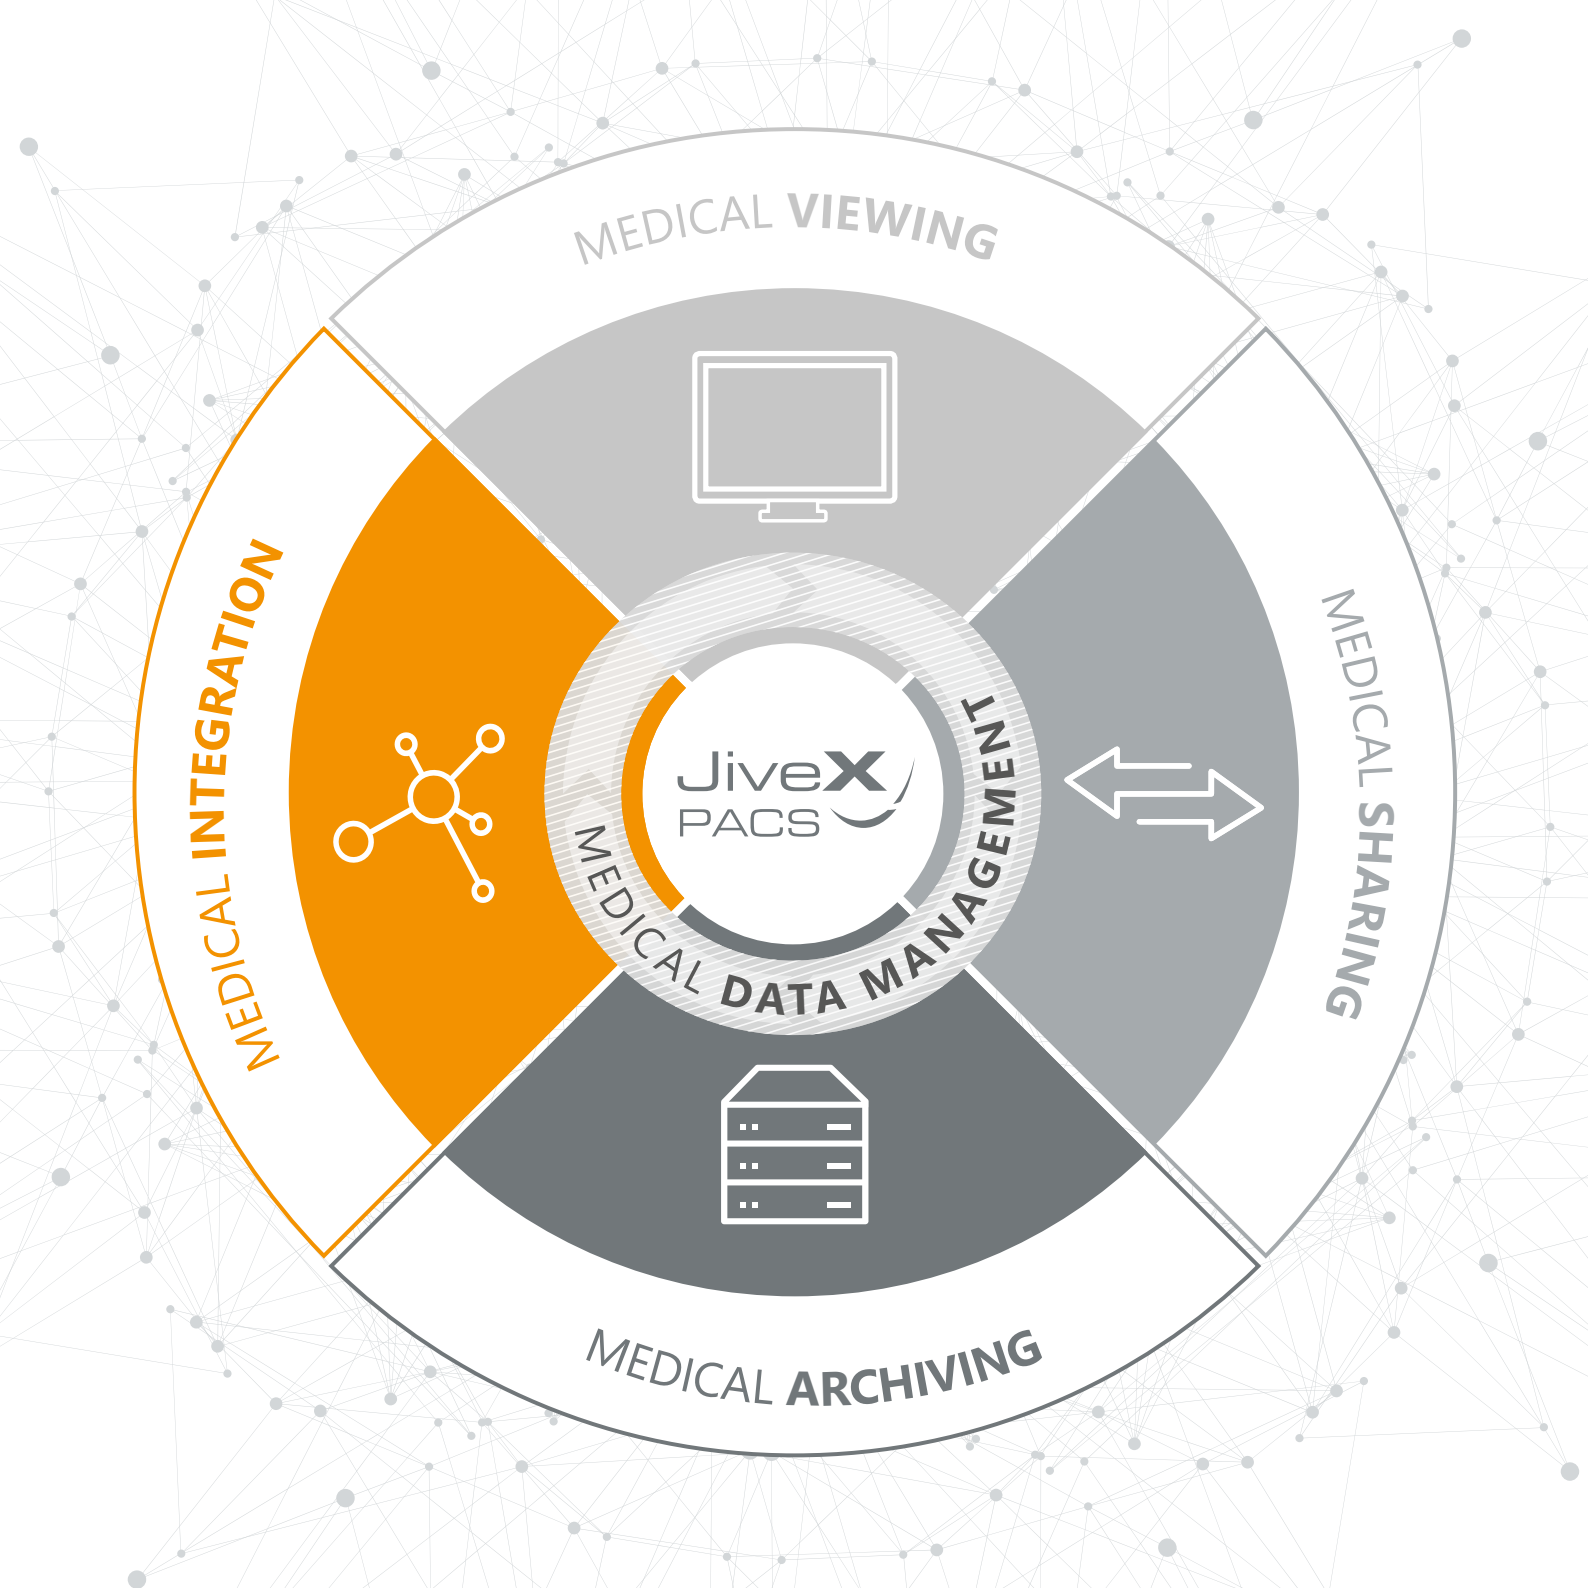 MEDICAL VIEWING
MEDICAL INTEGRATION
JiveX
PACS
MEDICAL DATA MANAGEMENT
MEDICAL SHARING
MEDICAL ARCHIVING